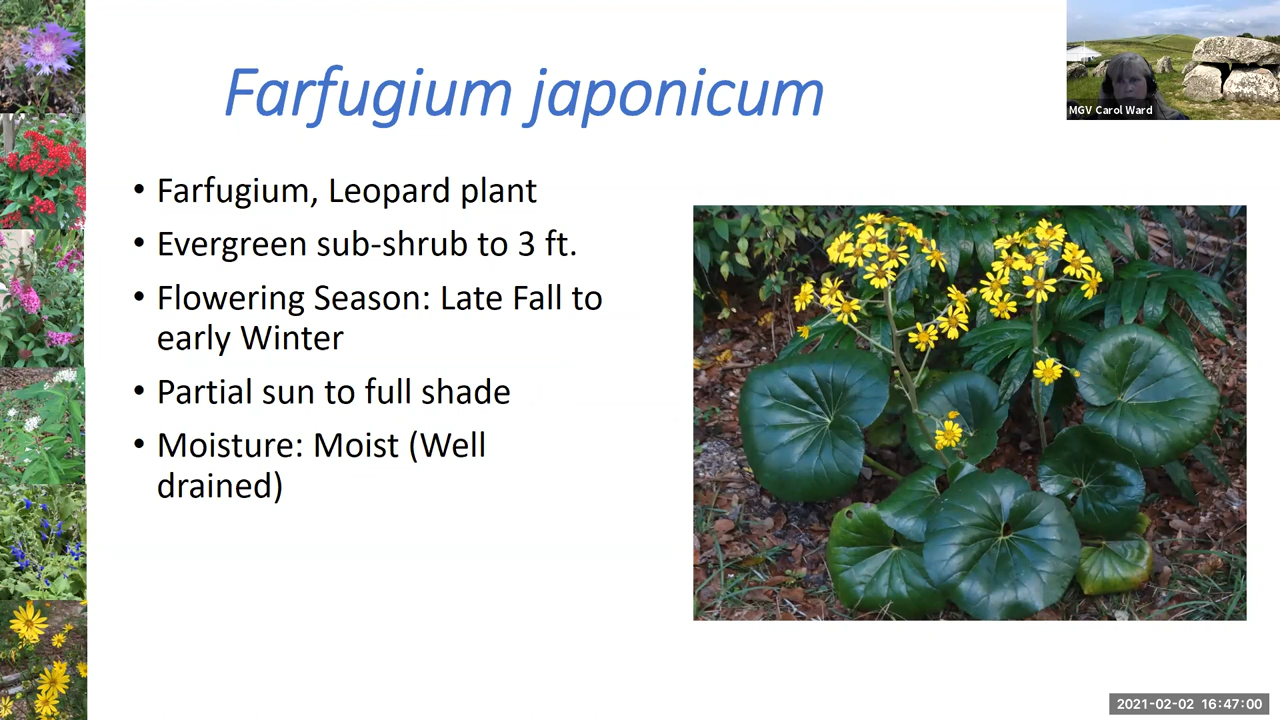 Farfugium japonicum
MGV Carol Ward
• Farfugium, Leopard plant
• Evergreen sub-shrub to 3 ft.
• Flowering Season: Late Fall to
early Winter
• Partial sun to full shade
• Moisture: Moist (Well
drained)
2021-02-02 16:47:00